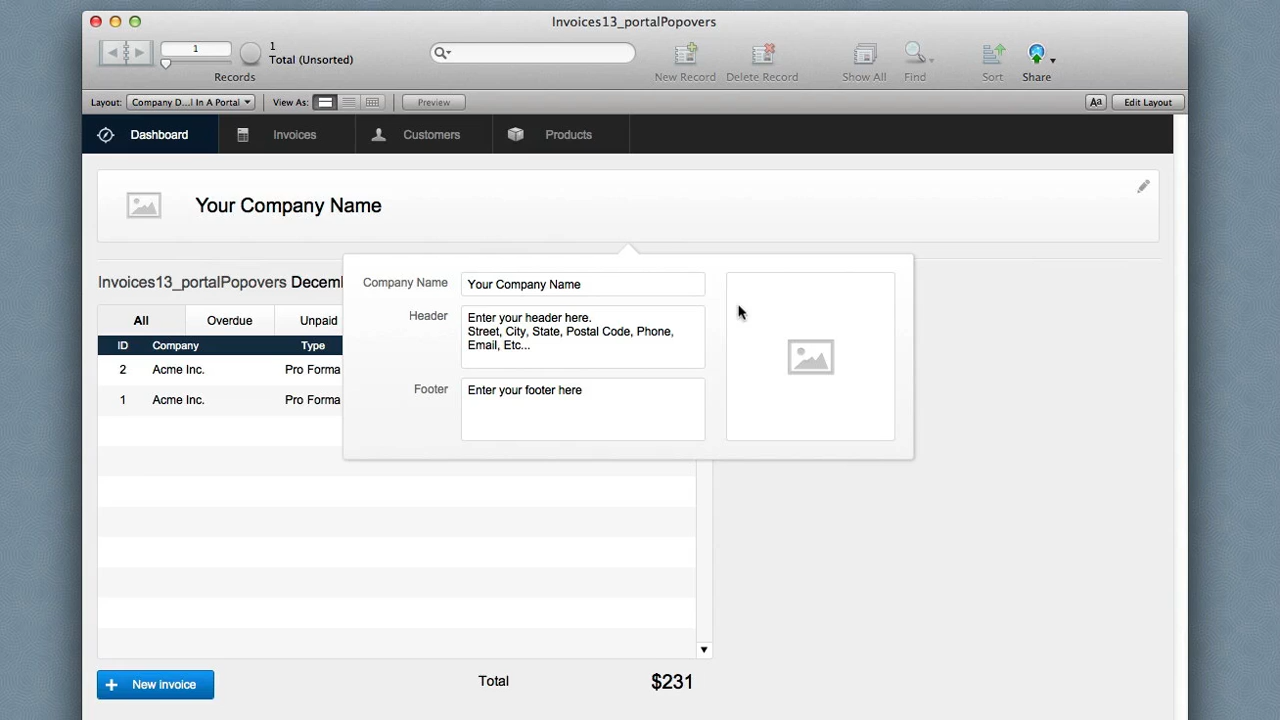 Invoices13_portalPopovers
1
1
Total (Unsorted)
Records
New Record
Delete Record
Show All
Find
Sort
Share
Layout:
Company D...l In A Portal
View As:
Preview
Aa
Edit Layout
Dashboard
Invoices
Customers
Products
Your Company Name
Invoices13_portalPopovers Decem
All
Overdue
Unpaid
ID
Company
Type
2
Acme Inc.
Pro Forma
1
Acme Inc.
Pro Forma
Company Name
Your Company Name
Header
Enter your header here.
Street, City, State, Postal Code, Phone,
Email, Etc...
Footer
Enter your footer here
+ New invoice
Total
$231